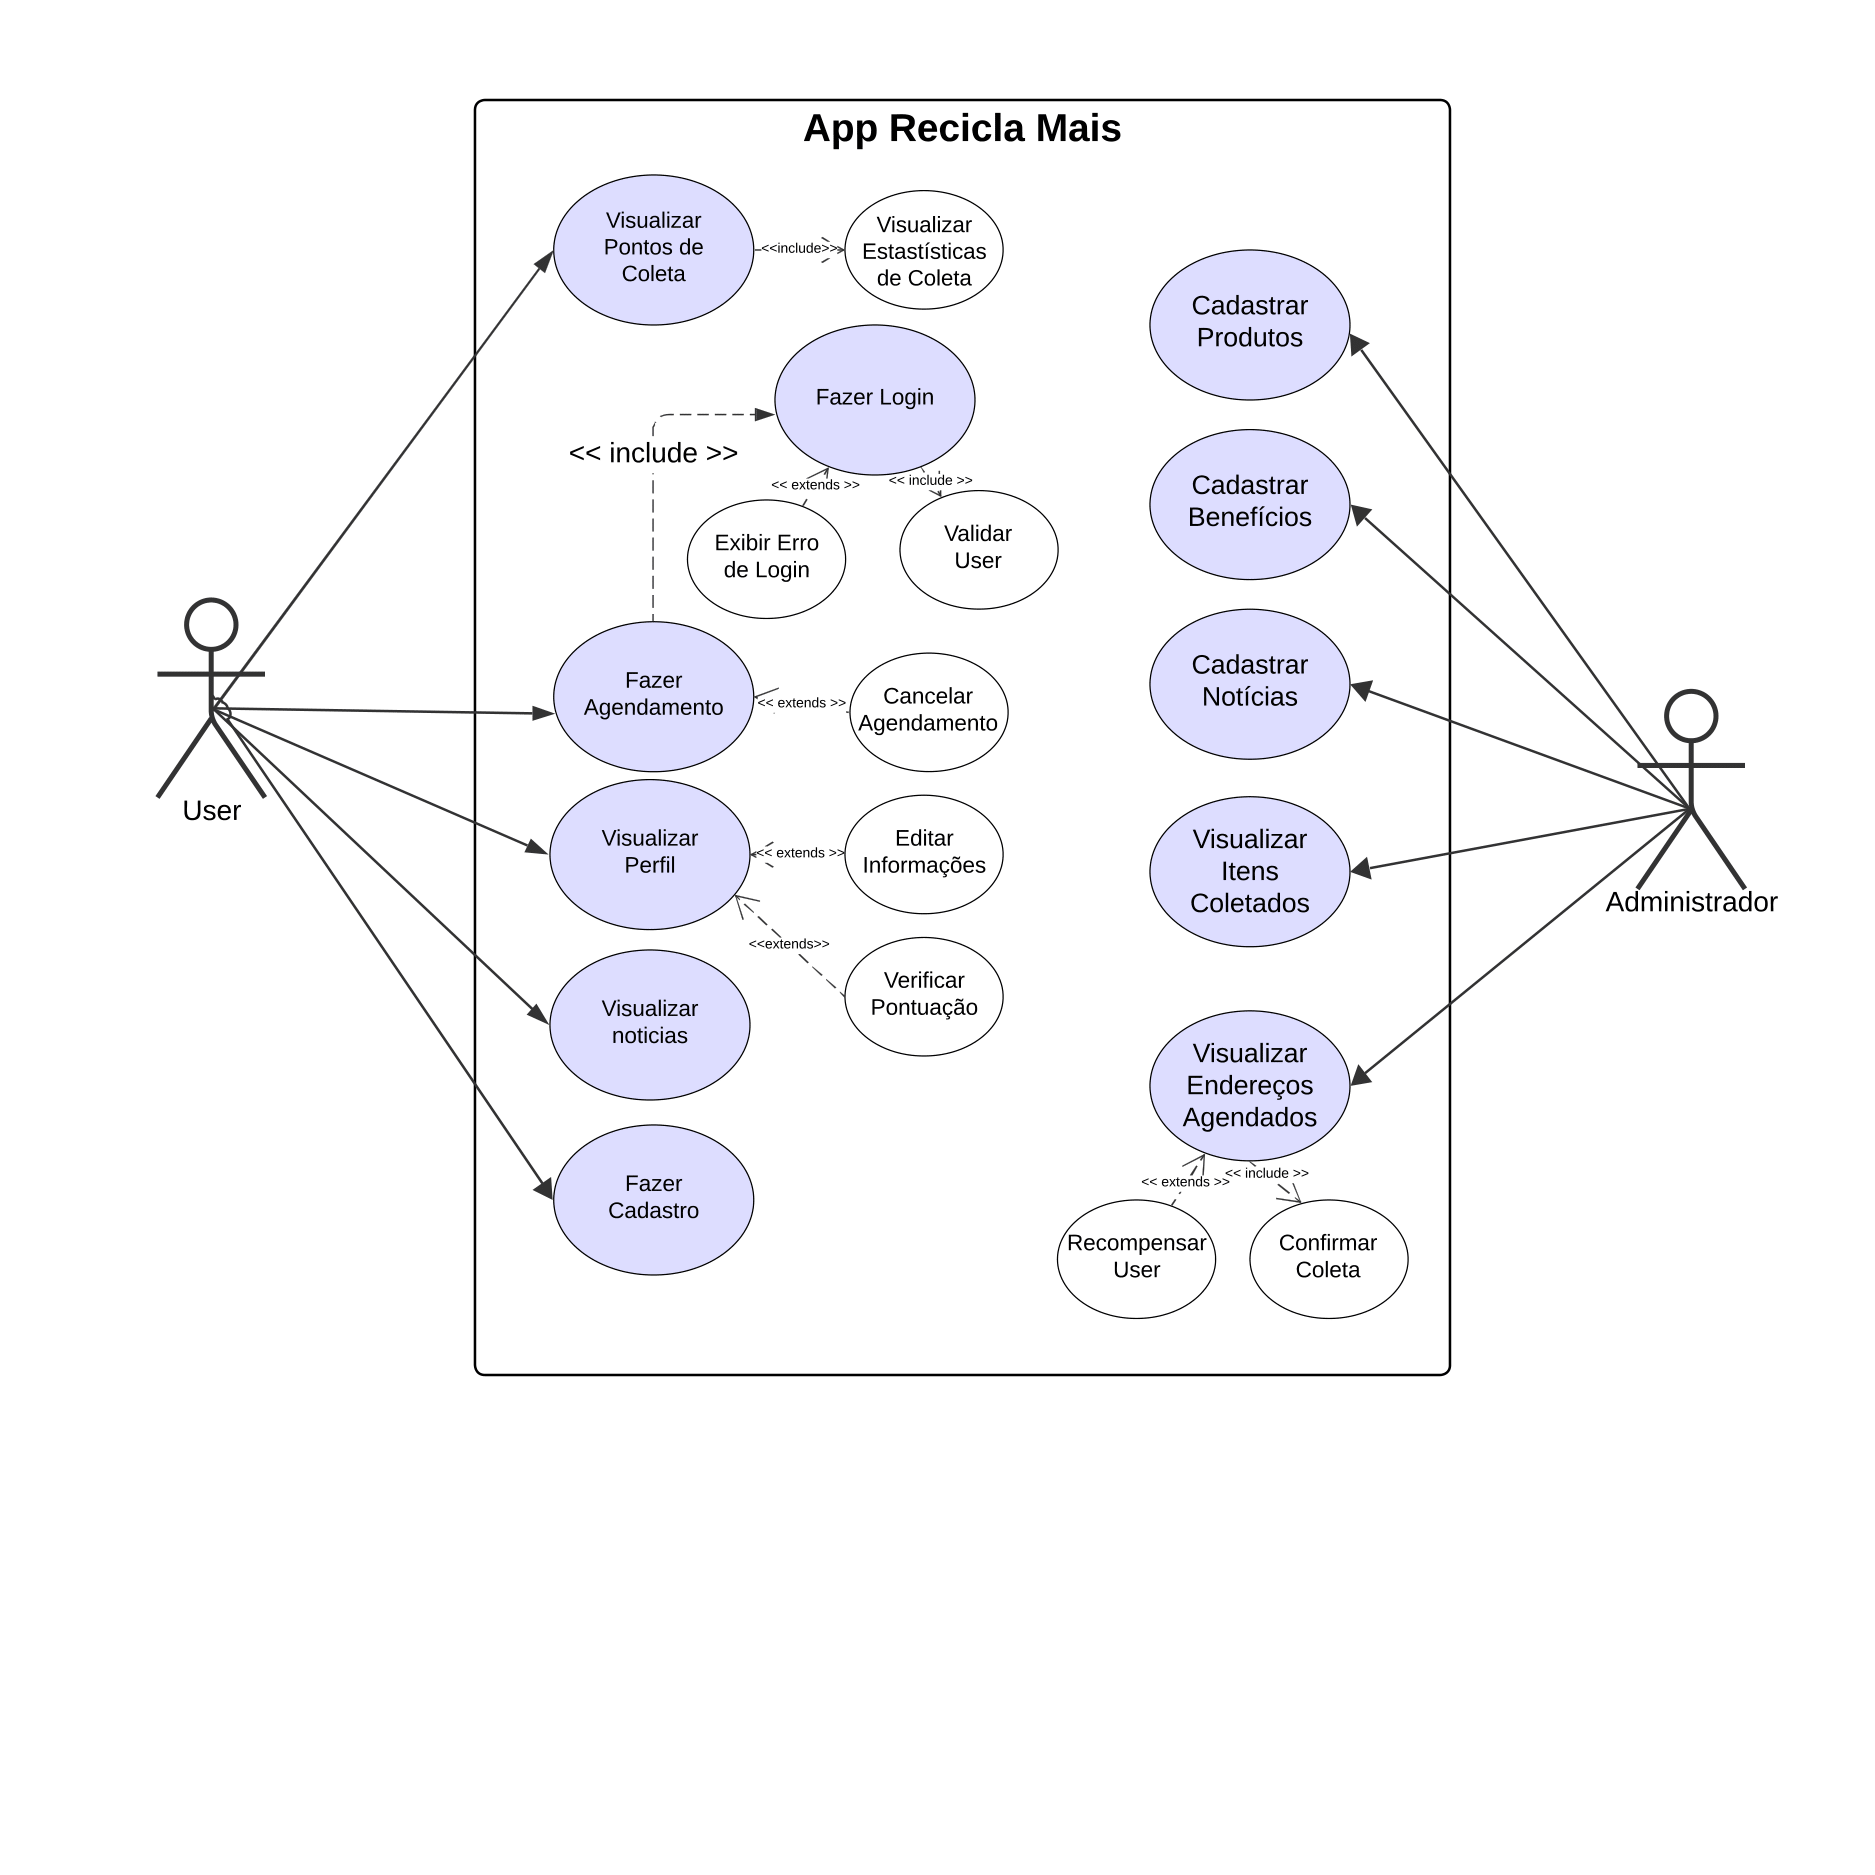 App Recicla Mais
Visualizar
Pontos de
Coleta
<<include>>
Visualizar
Estastísticas
de Coleta
Fazer Login
<< include >>
<< extends >>
<< include >>
Exibir Erro
de Login
Validar
User
Fazer
Agendamento
<< extends >>
Cancelar
Agendamento
User
Visualizar
Perfil
<< extends >>
Editar
Informações
<<extends>>
Verificar
Pontuação
Visualizar
noticias
Fazer
Cadastro
Cadastrar
Produtos
Cadastrar
Benefícios
Cadastrar
Notícias
Visualizar
Itens
Coletados
Administrador
Visualizar
Endereços
Agendados
<< extends >>
<< include >>
Recompensar
User
Confirmar
Coleta